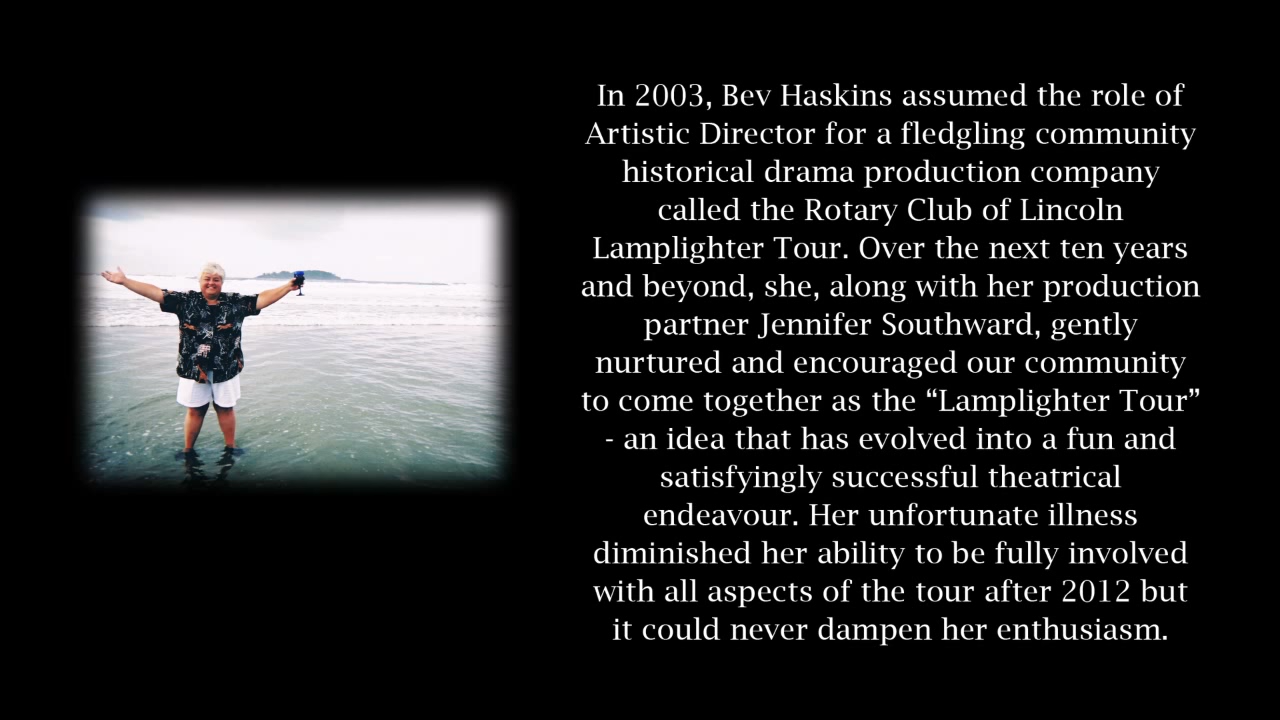 In 2003, Bev Haskins assumed the role of
Artistic Director for a fledgling community
historical drama production company
called the Rotary Club of Lincoln
Lamplighter Tour. Over the next ten years
and beyond, she, along with her production
partner Jennifer Southward, gently
nurtured and encouraged our community
to come together as the “Lamplighter Tour”
- an idea that has evolved into a fun and
satisfyingly successful theatrical
endeavour. Her unfortunate illness
diminished her ability to be fully involved
with all aspects of the tour after 2012 but
it could never dampen her enthusiasm.